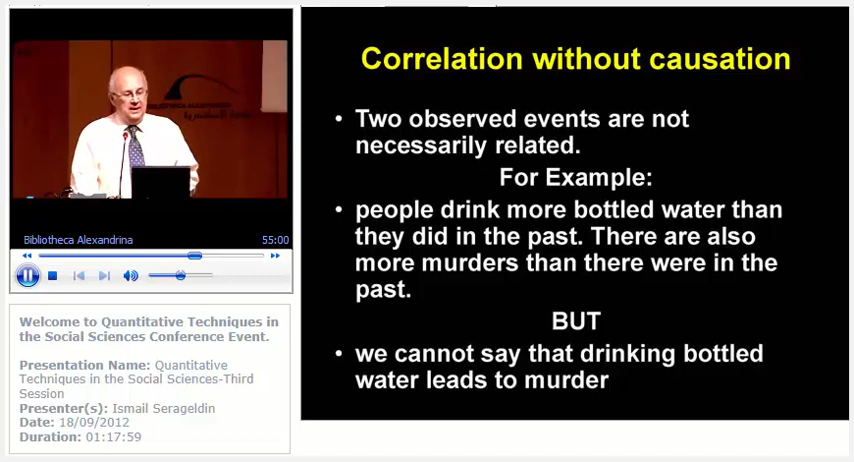 BIBLIOTHECA ALEXANDRINA
مكتبة الإسكندرية
Bibliotheca Alexandrina
55:00
Welcome to Quantitative Techniques in
the Social Sciences Conference Event.
Presentation Name: Quantitative
Techniques in the Social Sciences-Third
Session
Presenter(s): Ismail Serageldin
Date: 18/09/2012
Duration: 01:17:59
Correlation without causation
• Two observed events are not
necessarily related.
For Example:
• people drink more bottled water than
they did in the past. There are also
more murders than there were in the
past.
BUT
• we cannot say that drinking bottled
water leads to murder